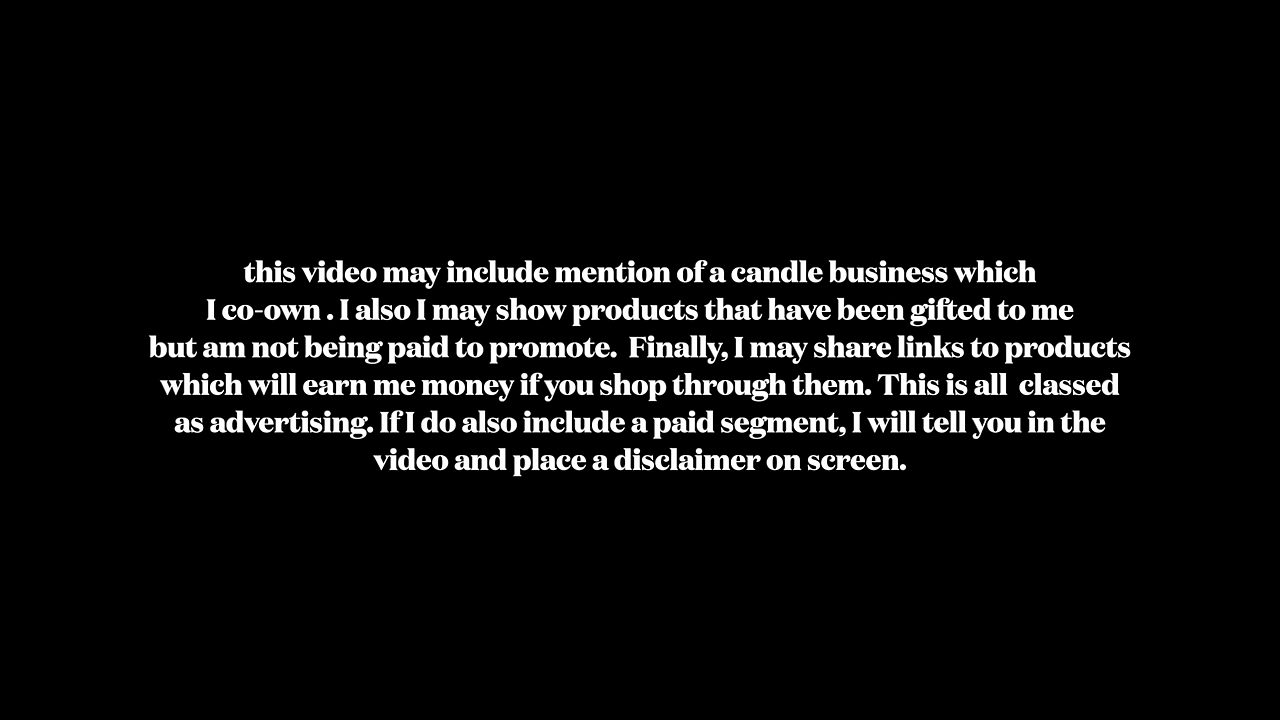 this video may include mention of a candle business which
I co-own . I also I may show products that have been gifted to me
but am not being paid to promote.  Finally, I may share links to products
which will earn me money if you shop through them. This is all  classed
as advertising. If I do also include a paid segment, I will tell you in the
video and place a disclaimer on screen.